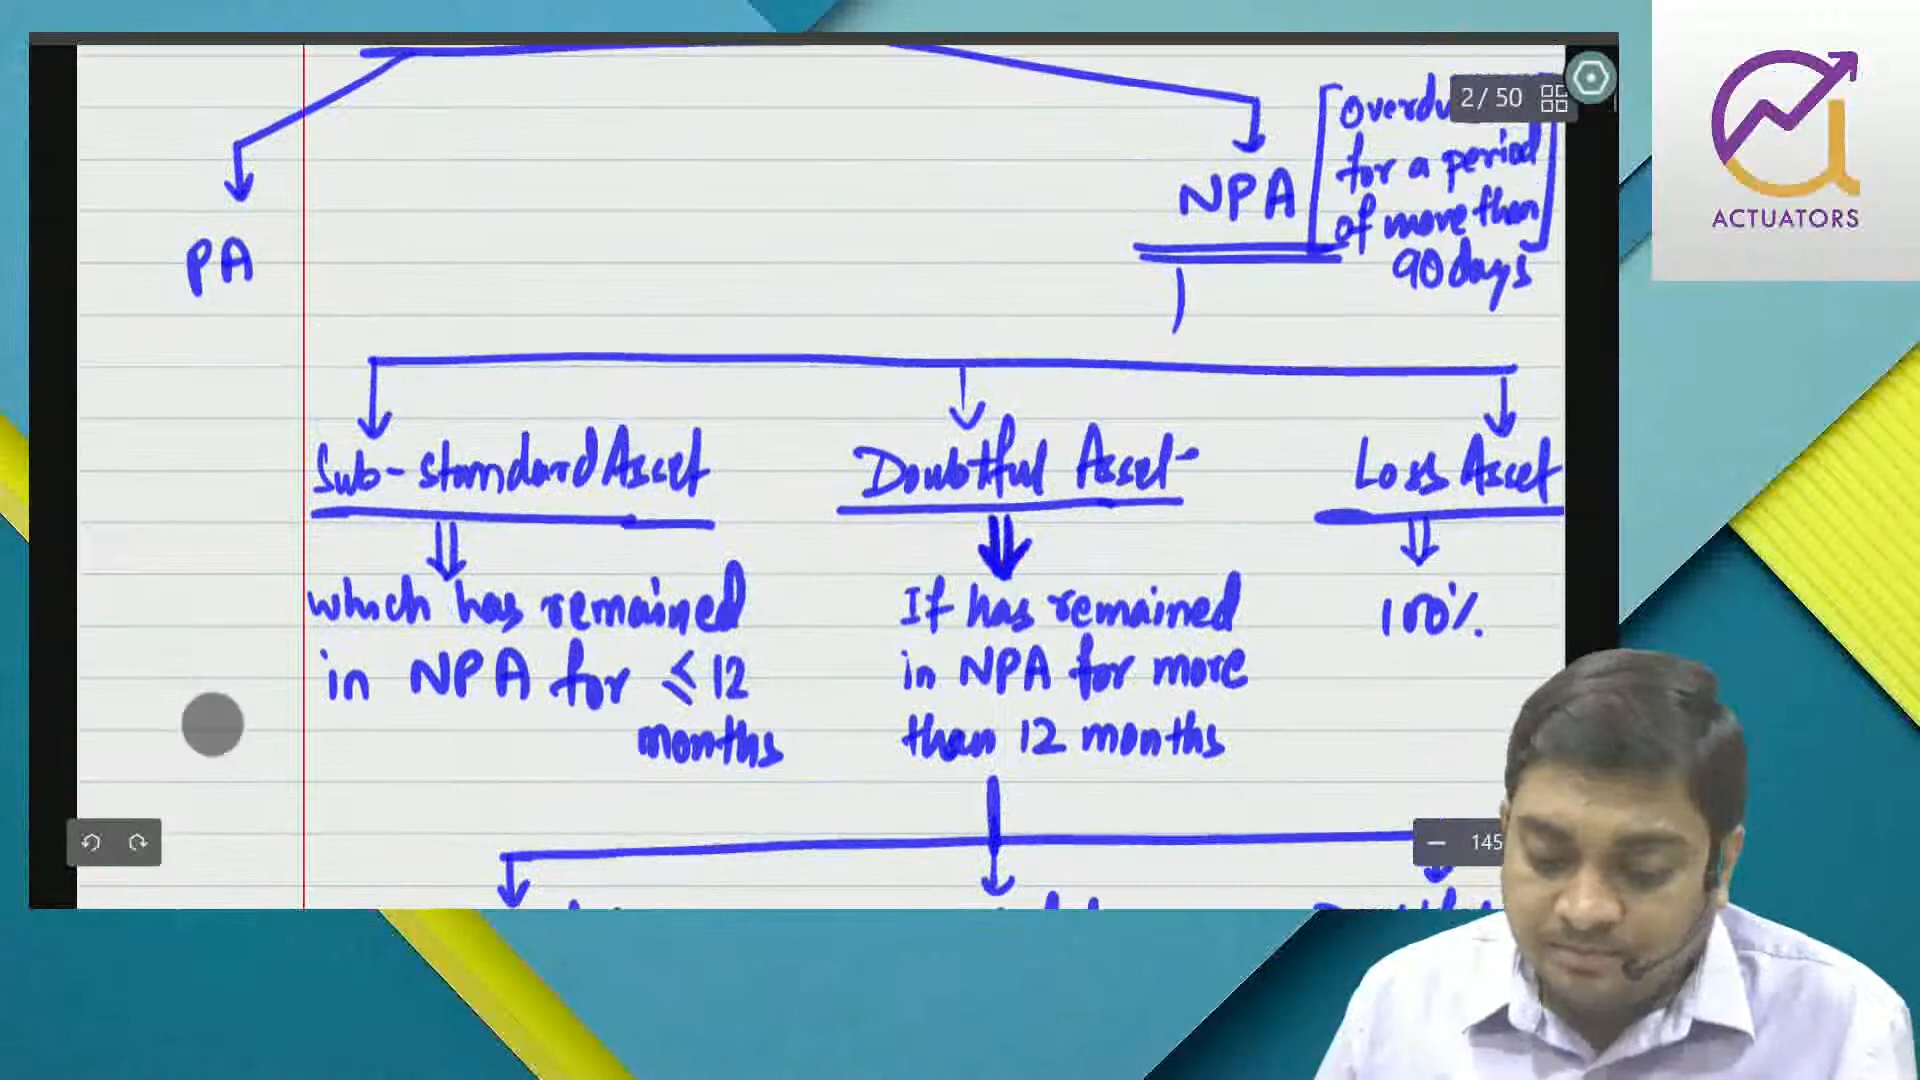 2/ 50
for a period
of more than
90 days
NPA
PA
Sub-standard Asset
Doubtful Asset
Loss Asset
which has remained
in NPA for ≤ 12
months
If has remained
in NPA for more
than 12 months
100%
145
ACTUATORS